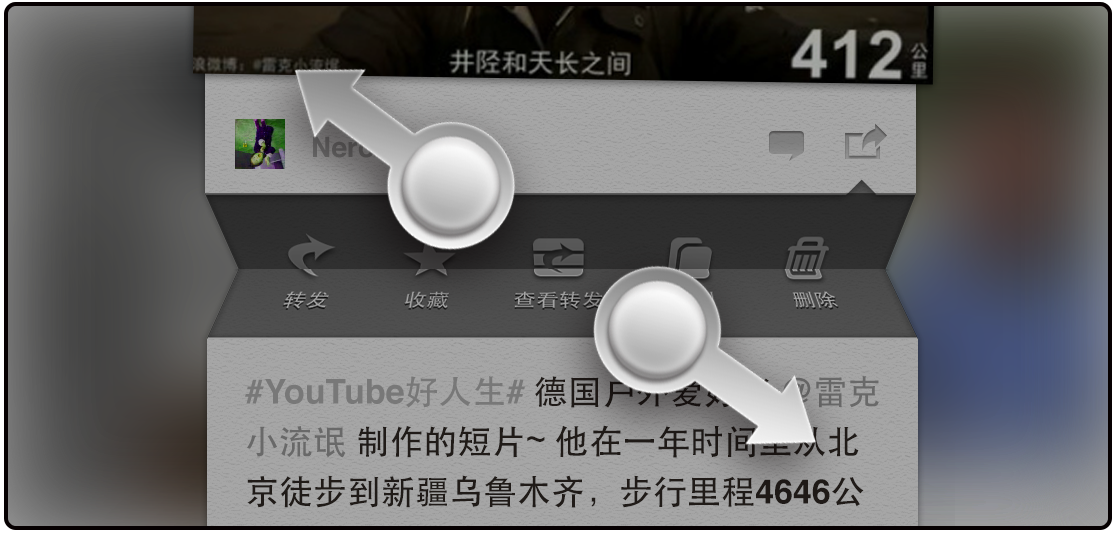 浪微博：#雷克小流氓……
井陉和天长之间
412公里
转发
收藏
查看转发
删除
#YouTube好人生# 德国户外爱好 @雷克
小流氓 制作的短片~ 他在一年时间里从北
京徒步到新疆乌鲁木齐，步行里程4646公